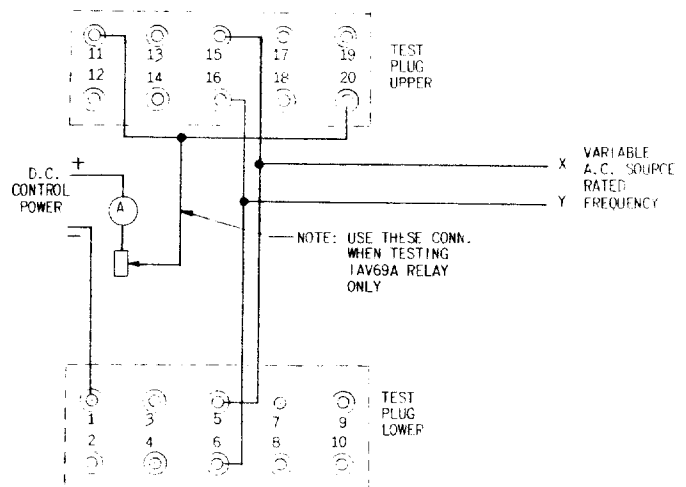 11 13 15 17 19
12 14 16 18 20
TEST
PLUG
UPPER
+
D.C.
CONTROL
POWER
A
X VARIABLE
A.C. SOURCE
RATED
Y FREQUENCY
NOTE: USE THESE CONN.
WHEN TESTING
IAV69A RELAY
ONLY
1 3 5 7 9
2 4 6 8 10
TEST
PLUG
LOWER